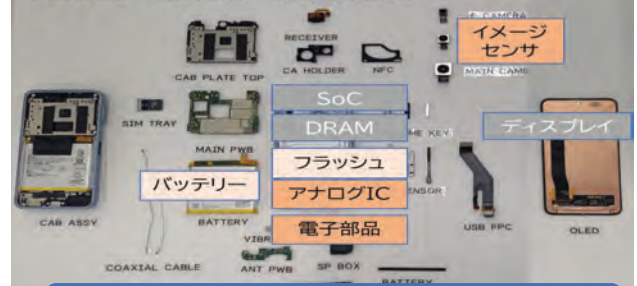 RECEIVER
イメージ
センサ
CAB PLATE TOP
CA HOLDER
NFC
MAIN CAM
SoC
SIM TRAY
DRAM
KEY
ディスプレイ
MAIN PWB
フラッシュ
バッテリー
アナログIC
CAB ASSY
BATTERY
電子部品
USB FPC
OLED
VIBR
COAXIAL CABLE
ANT PWB
SP BOX
BATTERY